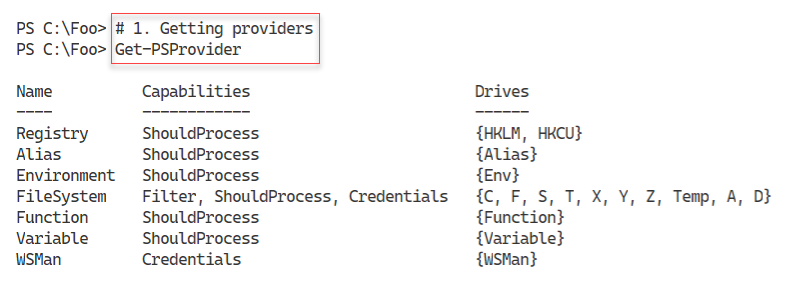 PS C:\Foo> # 1. Getting providers
PS C:\Foo> Get-PSProvider
Name Capabilities Drives
---- ------------ ------
Registry ShouldProcess {HKLM, HKCU}
Alias ShouldProcess {Alias}
Environment ShouldProcess {Env}
FileSystem Filter, ShouldProcess, Credentials {C, F, S, T, X, Y, Z, Temp, A, D}
Function ShouldProcess {Function}
Variable ShouldProcess {Variable}
WSMan Credentials {WSMan}